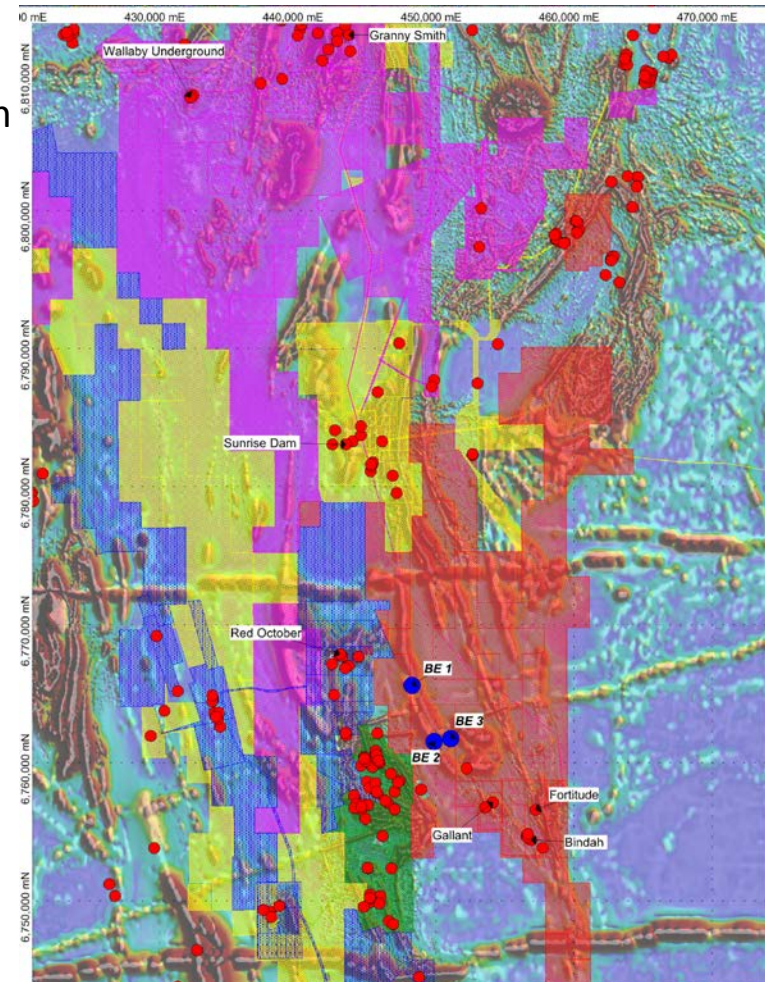 00 mE
430,000 mE
440,000 mE
450,000 mE
460,000 mE
470,000 mE
Granny Smith
Wallaby Underground
6,810,000 mN
n
6,800,000 mN
6,790,000 mN
Sunrise Dam
6,780,000 mN
6,770,000 mN
Red October
BE 1
BE 3
BE 2
6,760,000 mN
Fortitude
Gallant
Bindah
6,750,000 mN